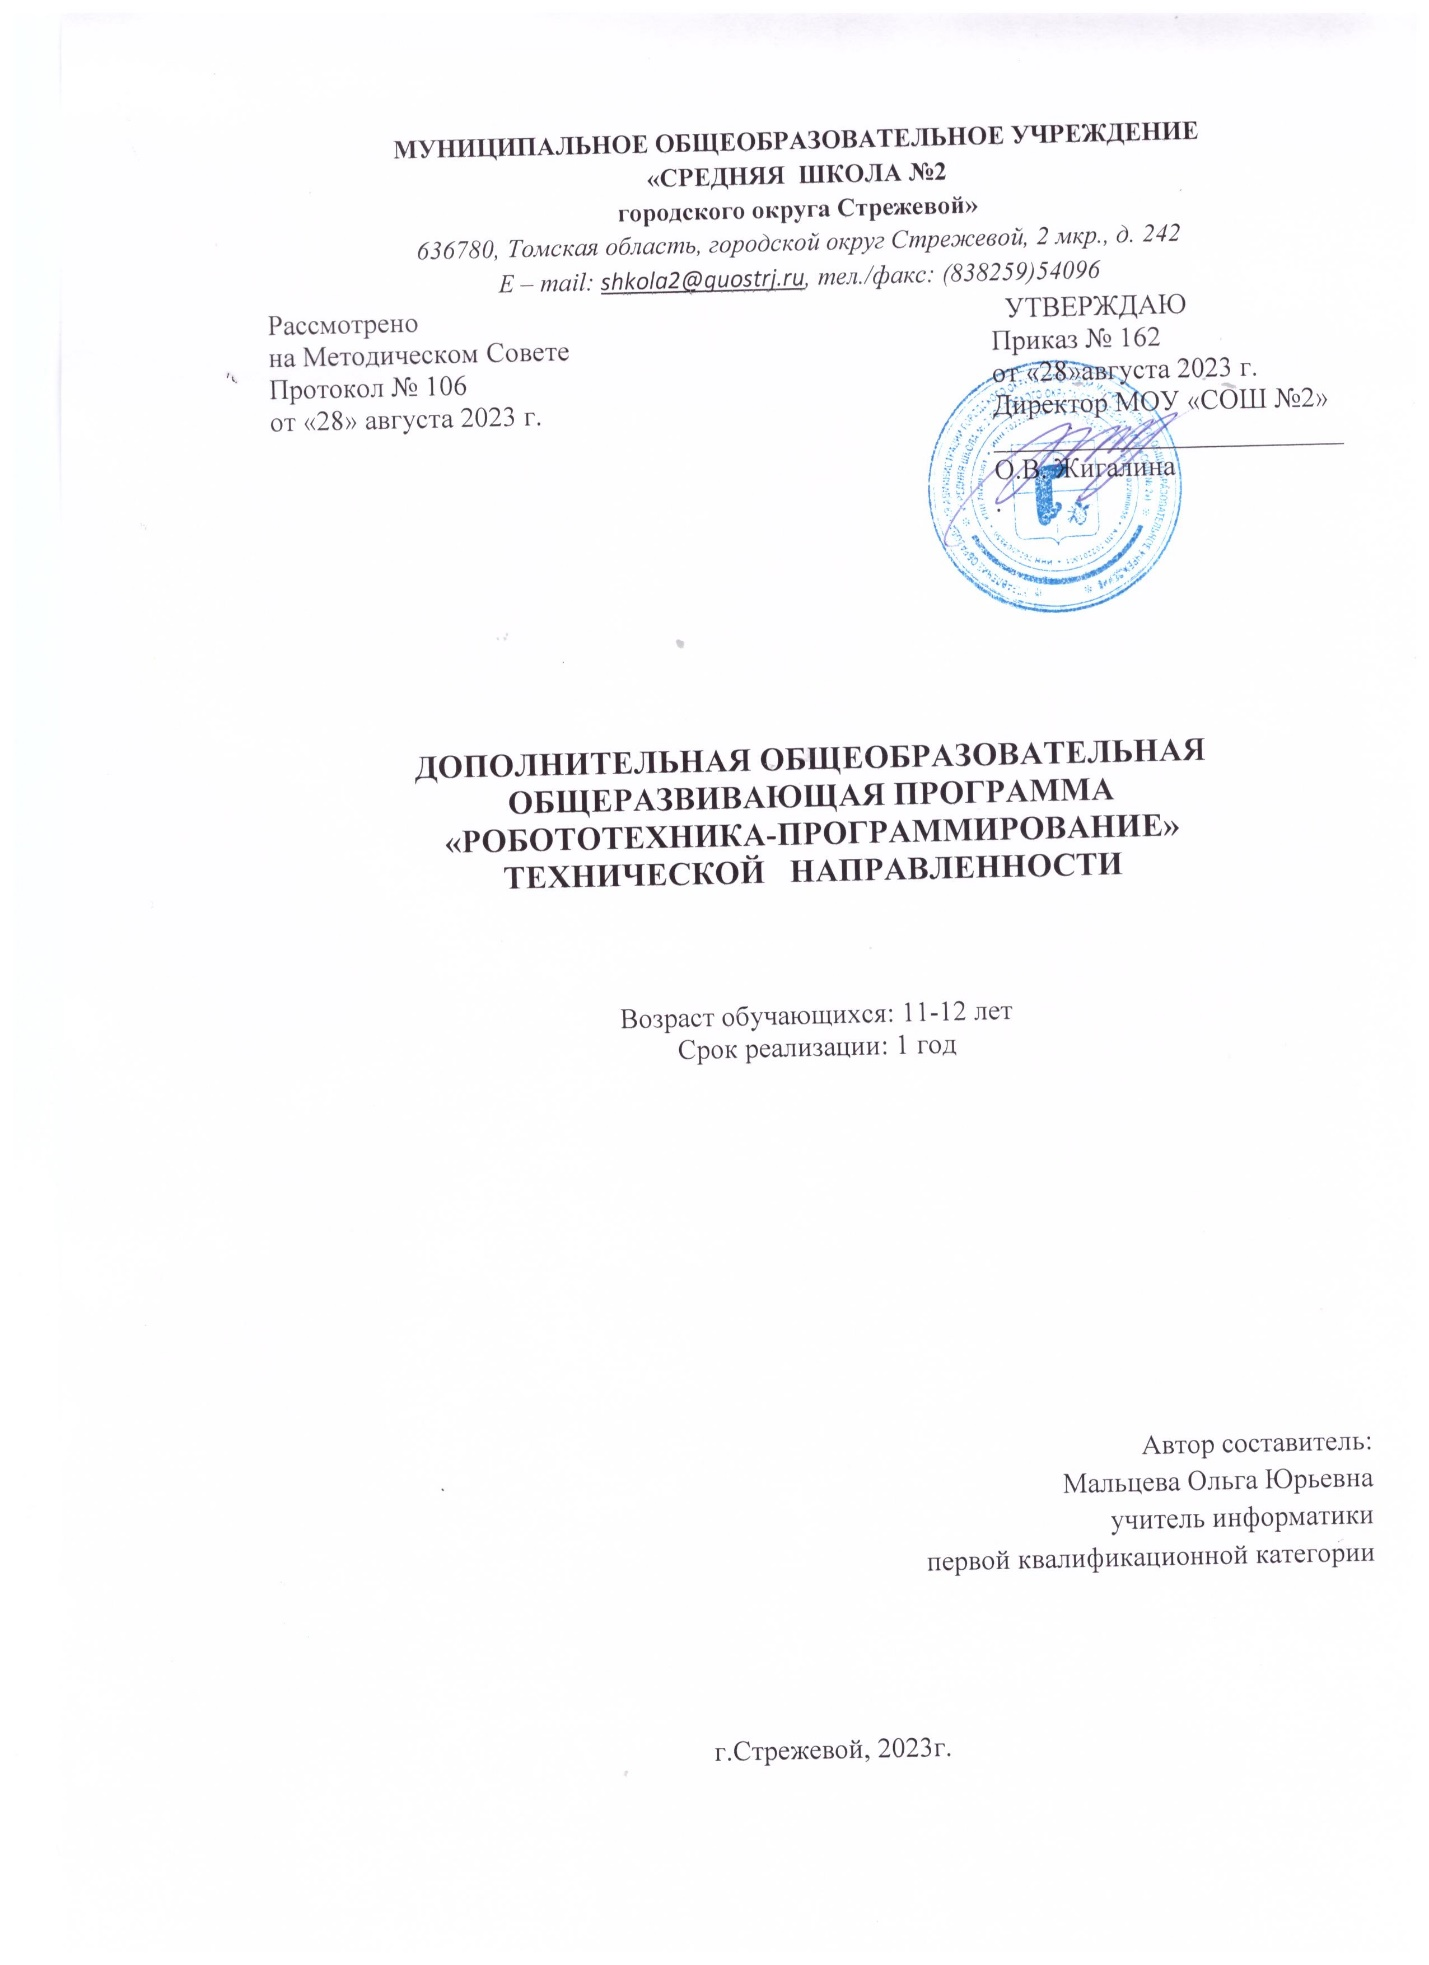 МУНИЦИПАЛЬНОЕ ОБЩЕОБРАЗОВАТЕЛЬНОЕ УЧРЕЖДЕНИЕ
«СРЕДНЯЯ ШКОЛА №2
городского округа Стрежевой»
636780, Томская область, городской округ Стрежевой, 2 мкр., д. 242
E – mail: shkola2@guostrj.ru, тел./факс: (838259)54096
Рассмотрено
на Методическом Совете
Протокол № 106
от «28» августа 2023 г.
УТВЕРЖДАЮ
Приказ № 162
от «28»августа 2023 г.
Директор МОУ «СОШ №2»
О.В. Жигалина
ДОПОЛНИТЕЛЬНАЯ ОБЩЕОБРАЗОВАТЕЛЬНАЯ
ОБЩЕРАЗВИВАЮЩАЯ ПРОГРАММА
«РОБОТОТЕХНИКА-ПРОГРАММИРОВАНИЕ»
ТЕХНИЧЕСКОЙ НАПРАВЛЕННОСТИ
Возраст обучающихся: 11-12 лет
Срок реализации: 1 год
Автор составитель:
Мальцева Ольга Юрьевна
учитель информатики
первой квалификационной категории
г.Стрежевой, 2023г.